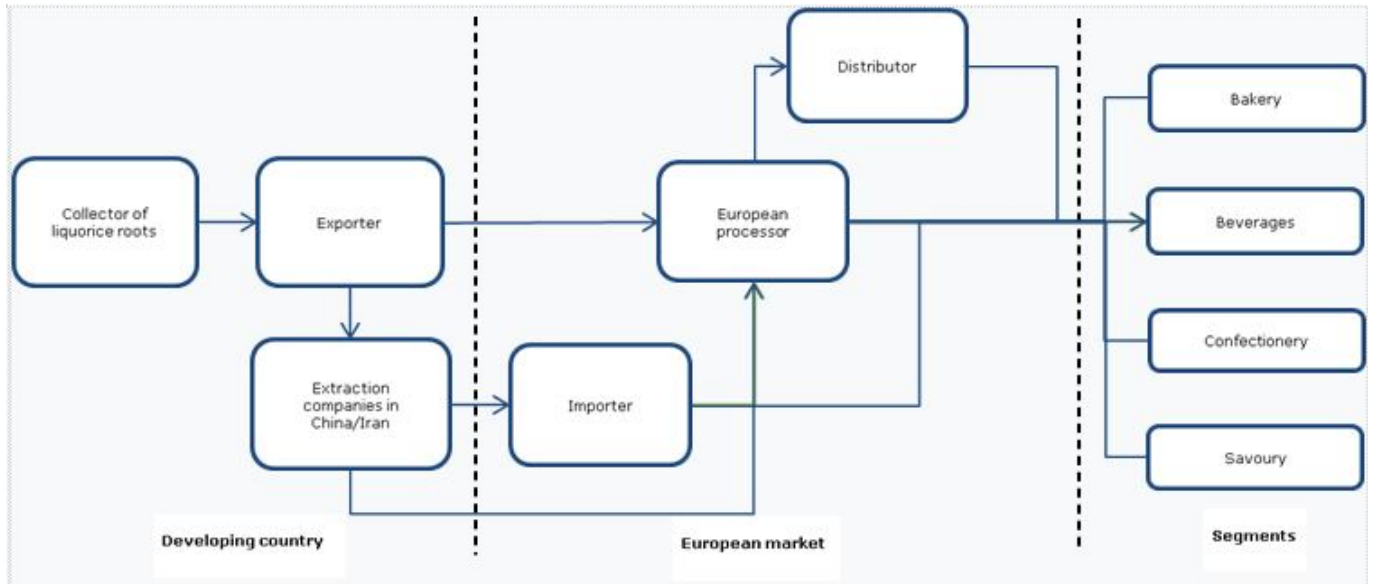 Distributor
Bakery
Collector of
liquorice roots
Exporter
European
processor
Beverages
Extraction
companies in
China/Iran
Importer
Confectionery
Savoury
Developing country
European market
Segments